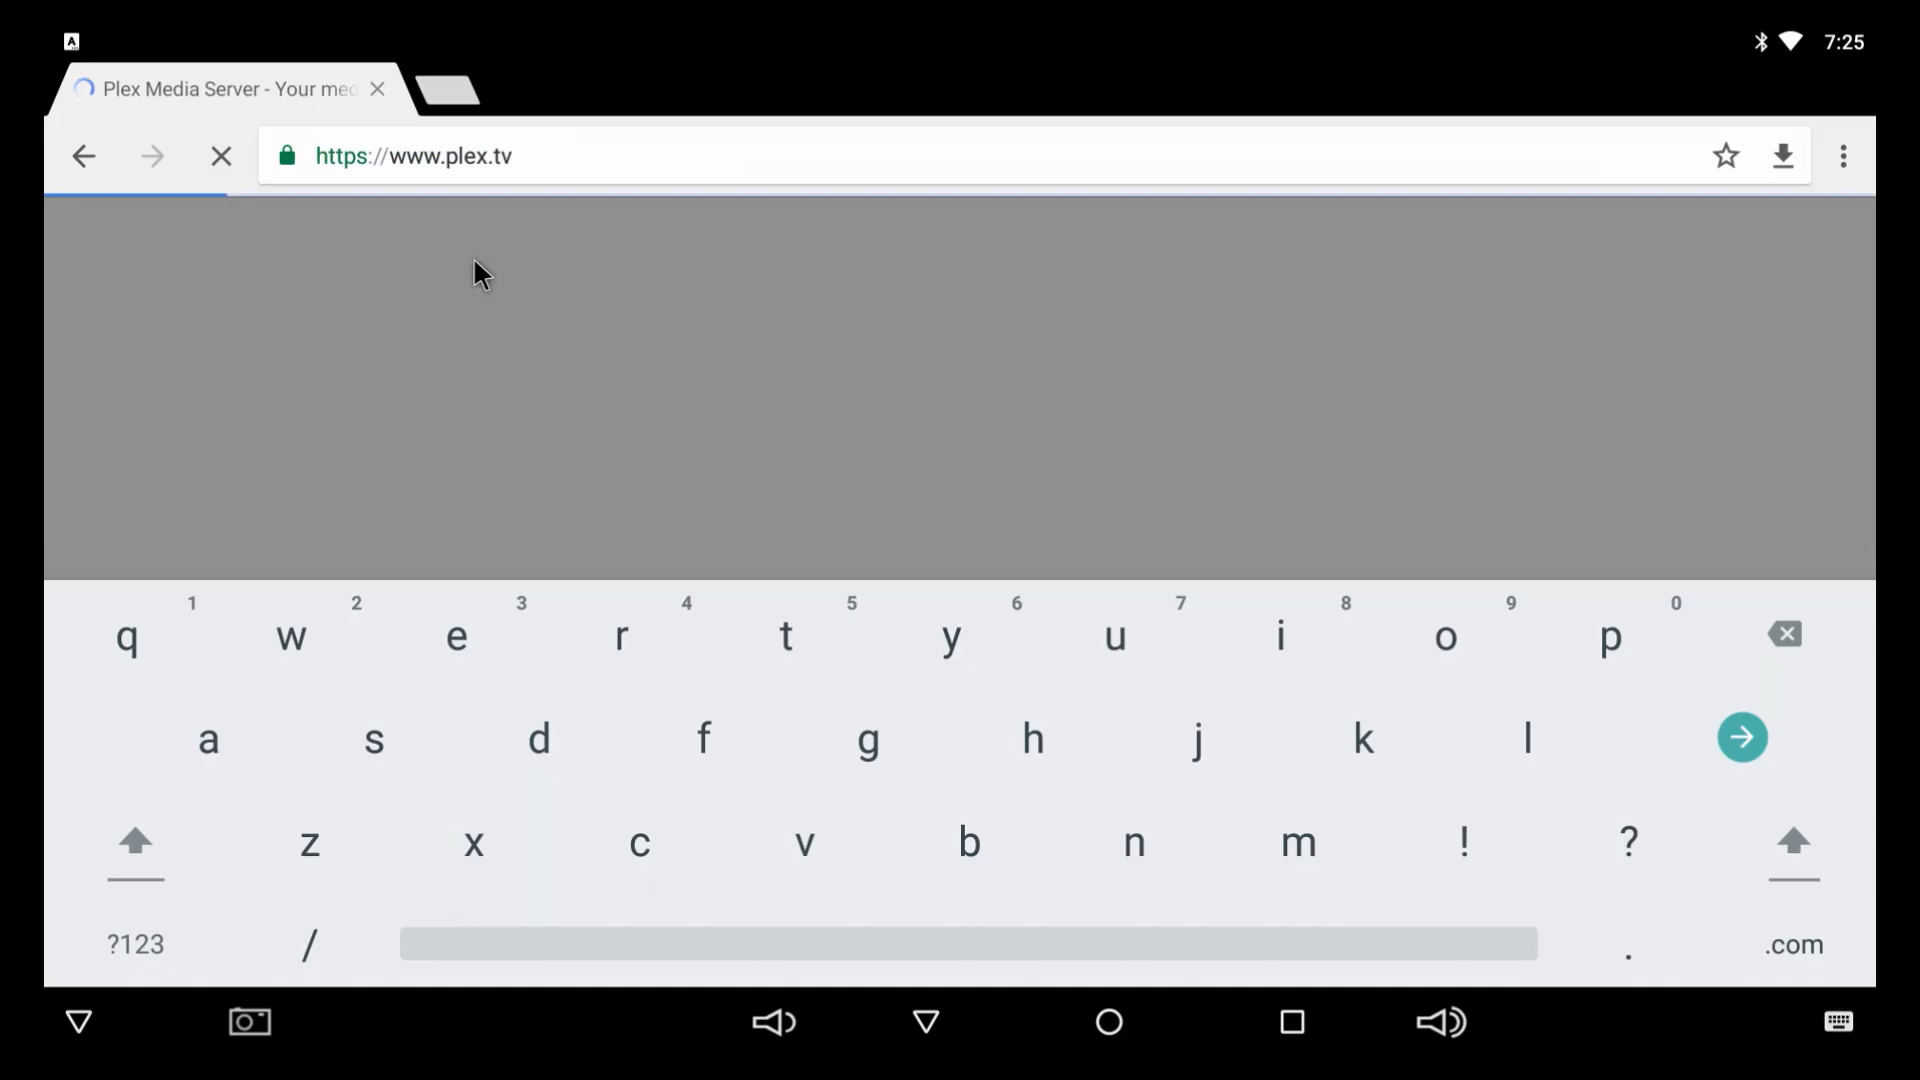 A
7:25
Plex Media Server - Your med
https://www.plex.tv
1 2 3 4 5 6 7 8 9 0
q w e r t y u i o p
a s d f g h j k l
z x c v b n m ! ?
?123 / . .com